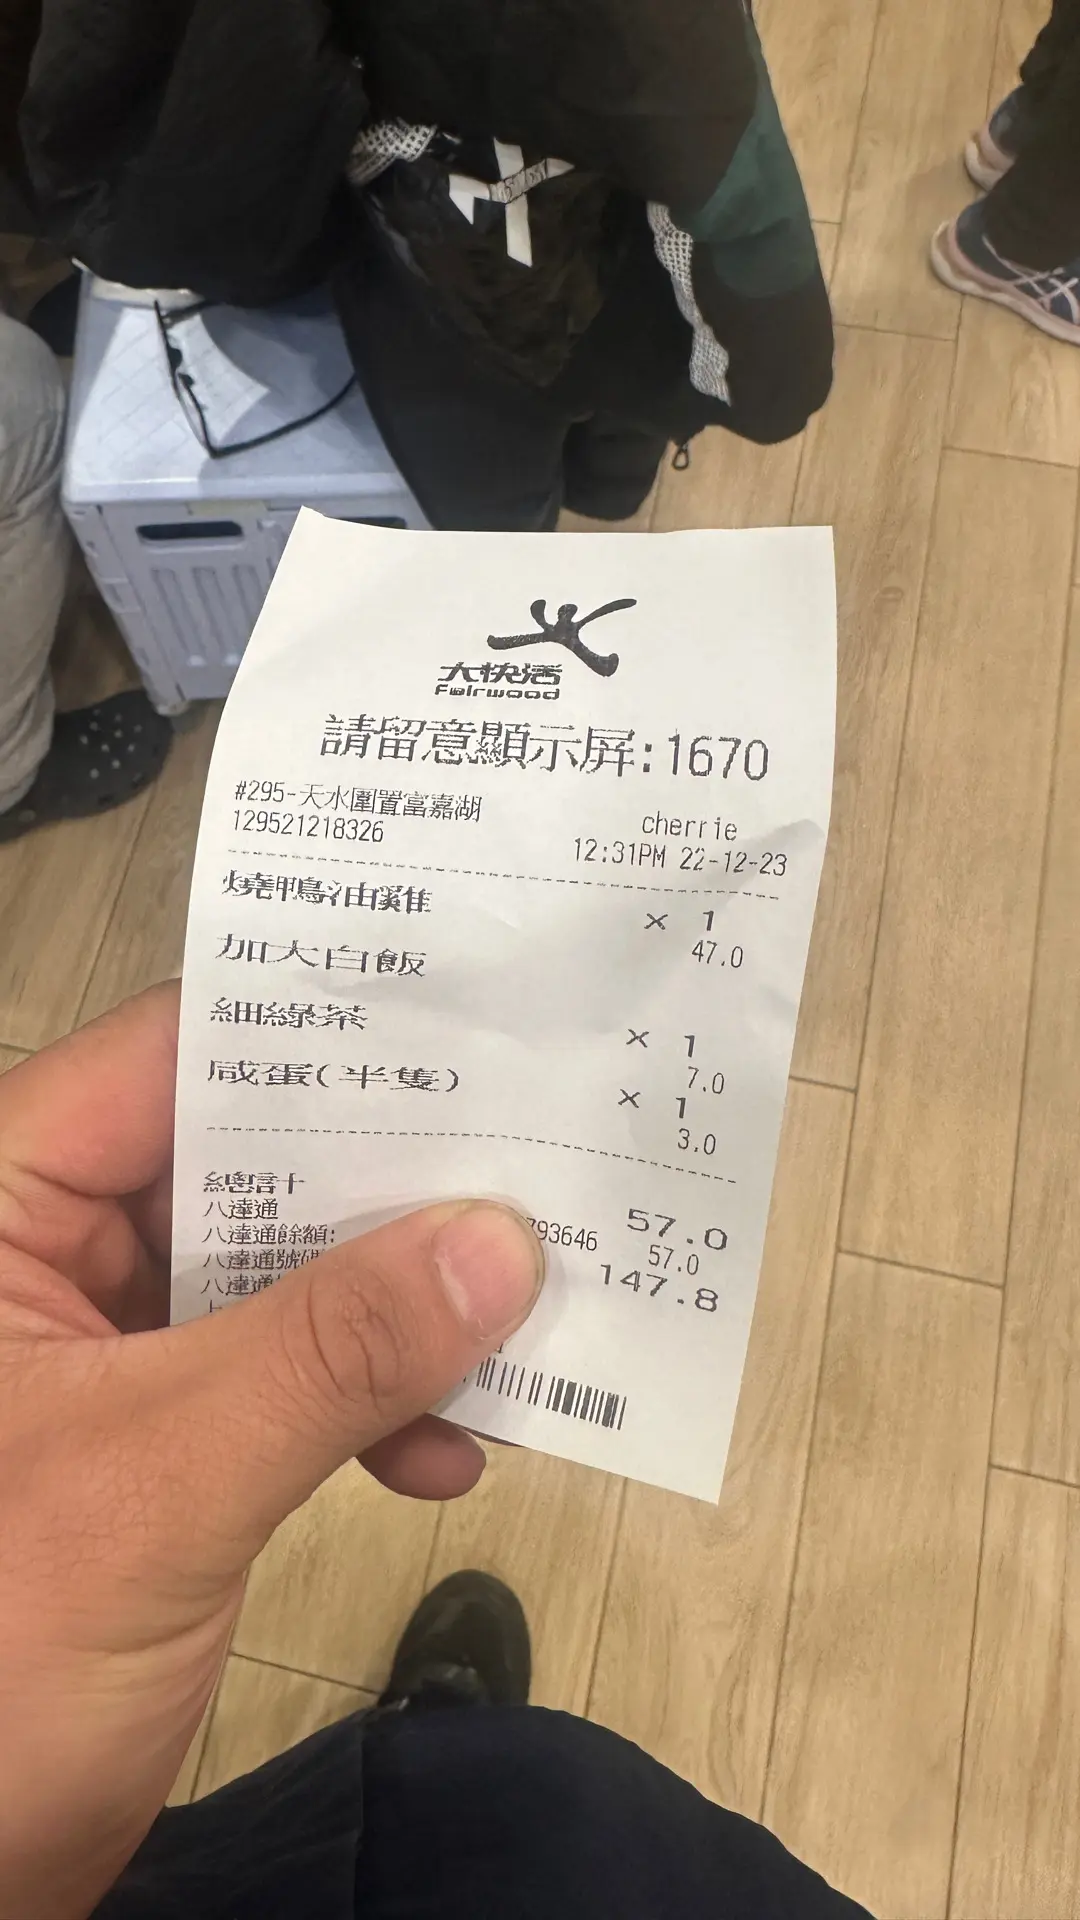 大快活
Fairwood
請留意顯示屏:1670
#295-天水圍置富嘉湖
cherrie
129521218326
12:31PM 22-12-23
燒鴨油雞
x 1
47.0
加大白飯
細綠茶
x 1
7.0
咸蛋(半隻)
x 1
3.0
總計
57.0
八達通
57.0
八達通餘額:
147.8
八達通號碼
793646
八達通